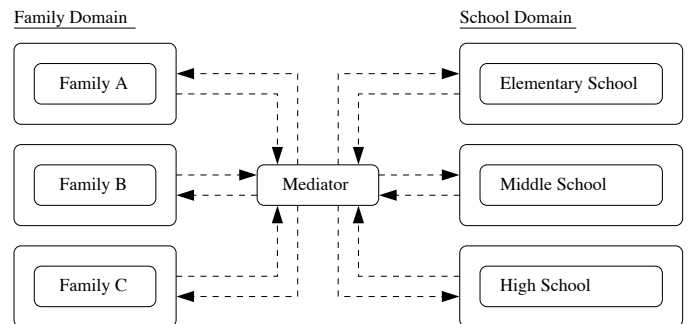 Family Domain
School Domain
Family A
Elementary School
Family B
Mediator
Middle School
Family C
High School